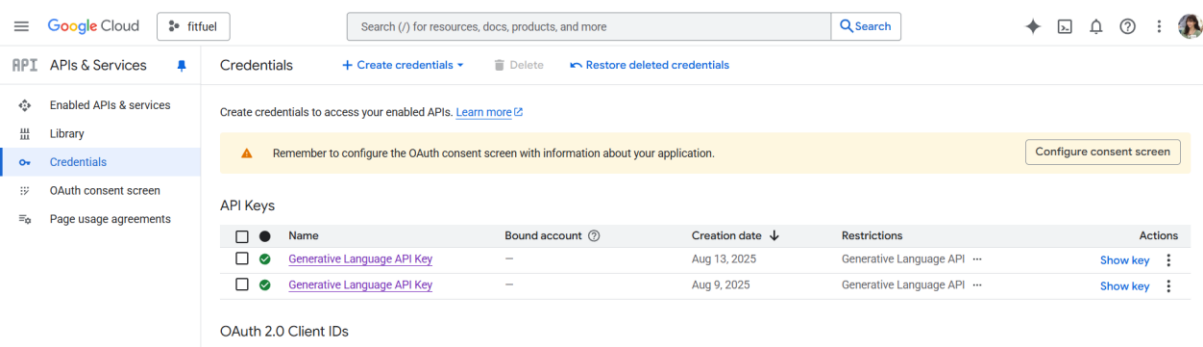 Google Cloud fitfuel Search (/) for resources, docs, products, and more Search
API APIs & Services Credentials + Create credentials Delete Restore deleted credentials
Enabled APIs & services
Library
Credentials
OAuth consent screen
Page usage agreements
Create credentials to access your enabled APIs. Learn more
Remember to configure the OAuth consent screen with information about your application. Configure consent screen
API Keys
Name Bound account Creation date Restrictions Actions
Generative Language API Key — Aug 13, 2025 Generative Language API ... Show key
Generative Language API Key — Aug 9, 2025 Generative Language API ... Show key
OAuth 2.0 Client IDs